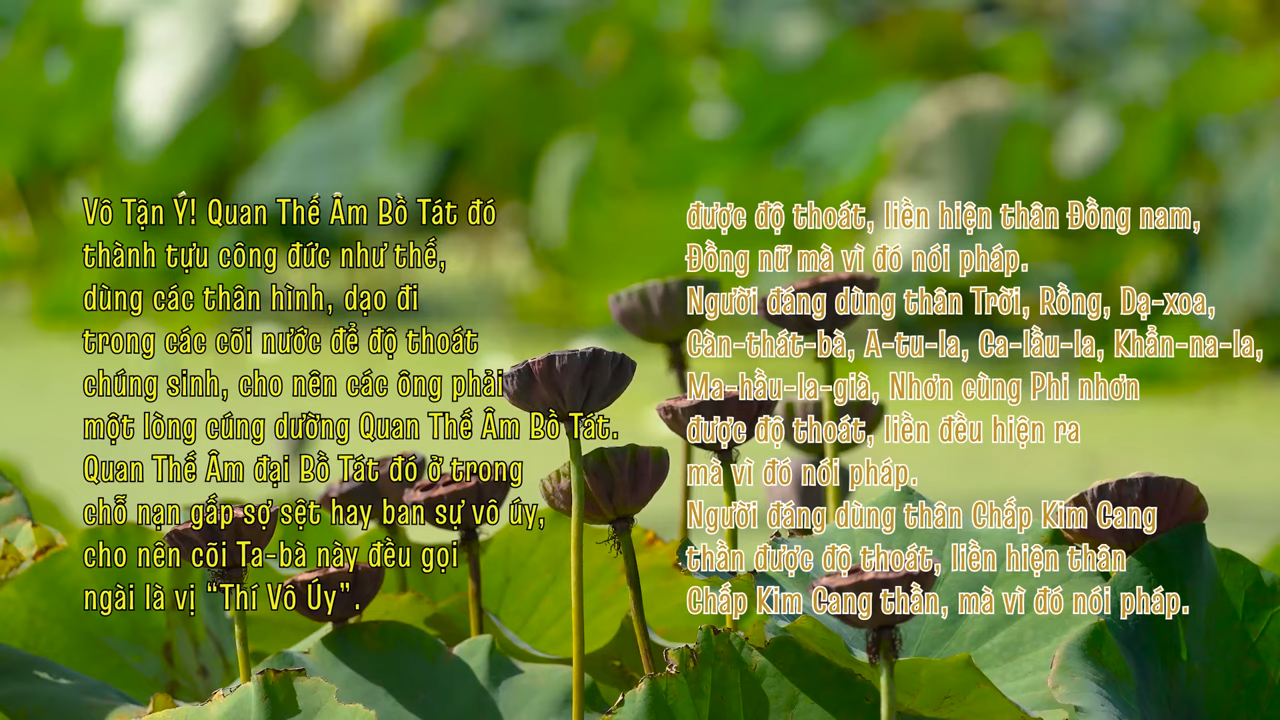 Vô Tận Ý! Quan Thế Âm Bồ Tát đó
thành tựu công đức như thế,
dùng các thân hình, dạo đi
trong các cõi nước để độ thoát
chúng sinh, cho nên các ông phải
một lòng cúng dường Quan Thế Âm Bồ Tát.
Quan Thế Âm đại Bồ Tát đó ở trong
chỗ nạn gấp sợ sệt hay ban sự vô úy,
cho nên cõi Ta-bà này đều gọi
ngài là vị “Thí Vô Úy”.
được độ thoát, liền hiện thân Đồng nam,
Đồng nữ mà vì đó nói pháp.
Người đáng dùng thân Trời, Rồng, Dạ-xoa,
Càn-thát-bà, A-tu-la, Ca-lầu-la, Khẩn-na-la,
Ma-hầu-la-già, Nhơn cùng Phi nhơn
được độ thoát, liền đều hiện ra
mà vì đó nói pháp.
Người đáng dùng thân Chấp Kim Cang
thần được độ thoát, liền hiện thân
Chấp Kim Cang thần, mà vì đó nói pháp.